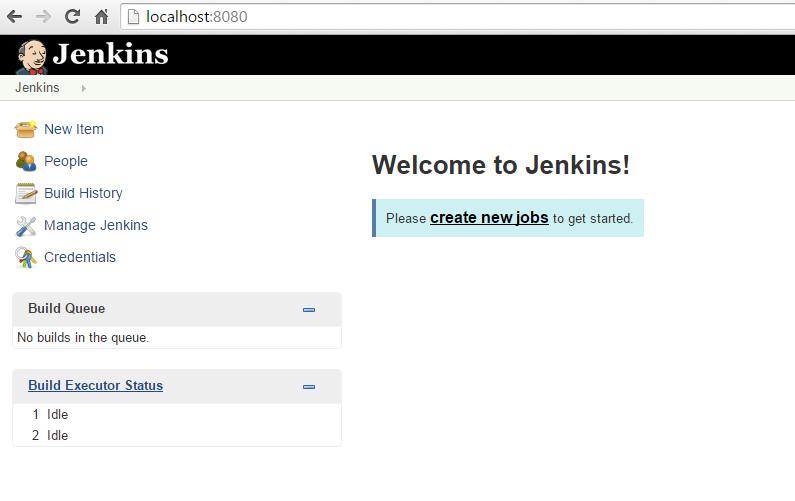 localhost:8080
Jenkins
Jenkins
New Item
People
Build History
Manage Jenkins
Credentials
Welcome to Jenkins!
Please create new jobs to get started.
Build Queue
No builds in the queue.
Build Executor Status
1 Idle
2 Idle